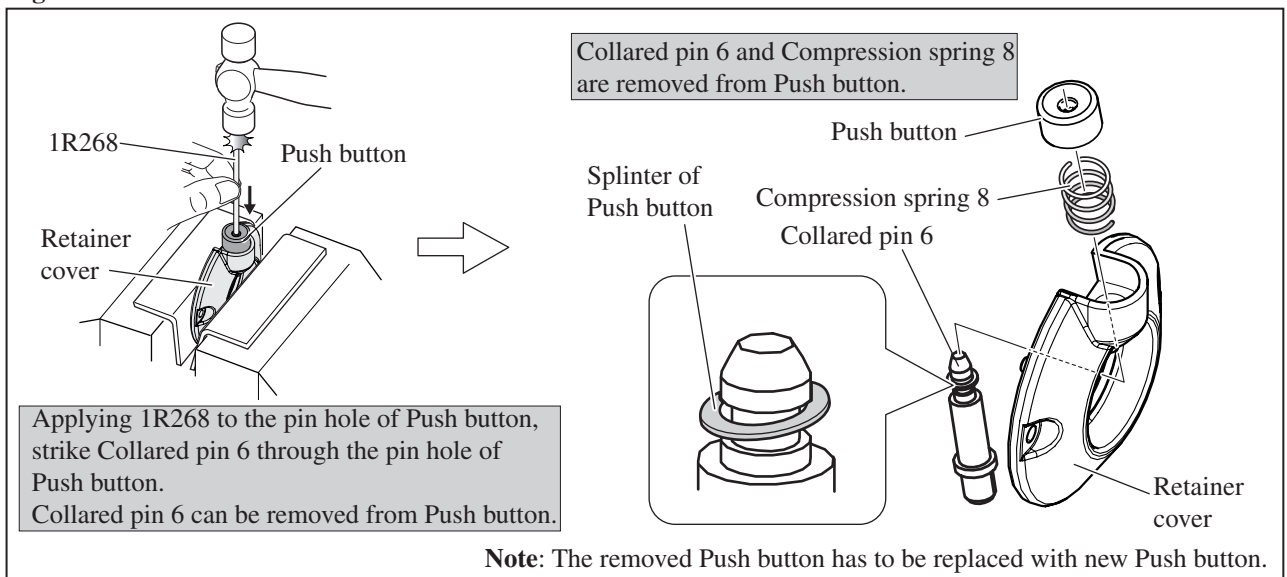 1R268
Push button
Retainer
cover
Applying 1R268 to the pin hole of Push button,
strike Collared pin 6 through the pin hole of
Push button.
Collared pin 6 can be removed from Push button.
Collared pin 6 and Compression spring 8
are removed from Push button.
Push button
Splinter of
Push button
Compression spring 8
Collared pin 6
Retainer
cover
Note: The removed Push button has to be replaced with new Push button.